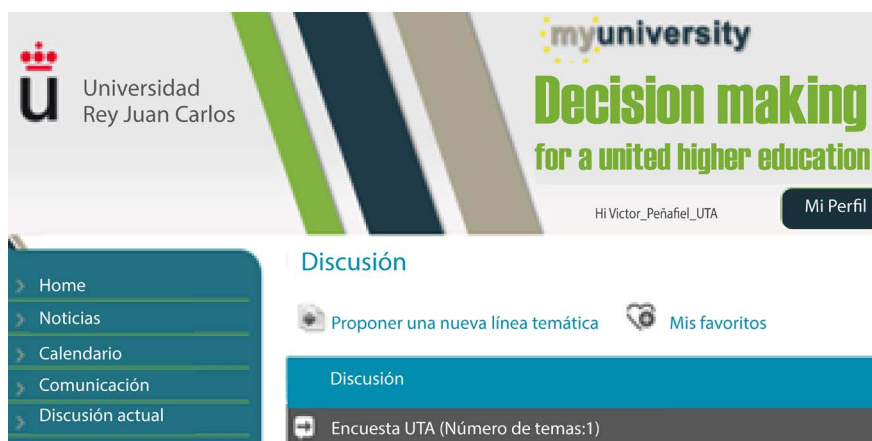 myuniversity
Universidad
Rey Juan Carlos
Decision making
for a united higher education
Hi Victor_Peñafiel_UTA
Mi Perfil
Home
Noticias
Calendario
Comunicación
Discusión actual
Discusión
Proponer una nueva línea temática
Mis favoritos
Discusión
Encuesta UTA (Número de temas:1)